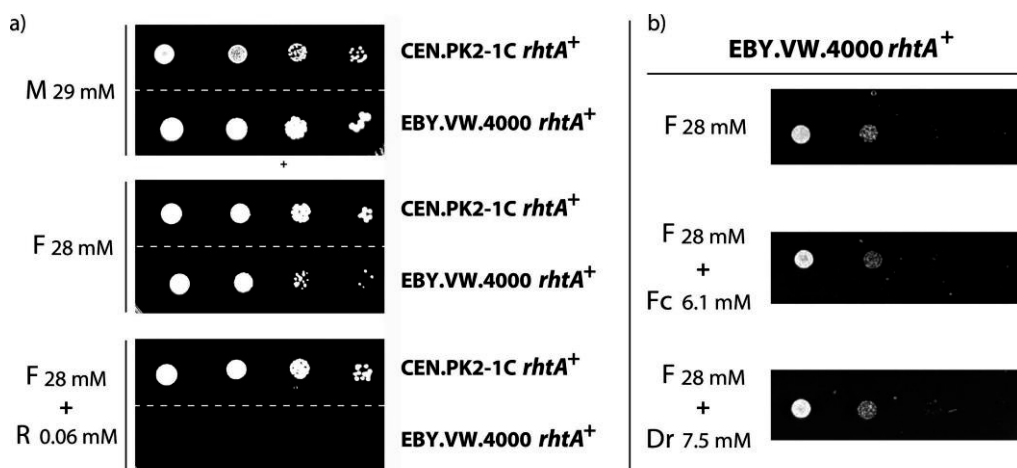 a)
M 29 mM
CEN.PK2-1C rhtA+
EBY.VW.4000 rhtA+
+
F 28 mM
CEN.PK2-1C rhtA+
EBY.VW.4000 rhtA+
F 28 mM
+
R 0.06 mM
CEN.PK2-1C rhtA+
EBY.VW.4000 rhtA+
b)
EBY.VW.4000 rhtA+
F 28 mM
F 28 mM
+
Fc 6.1 mM
F 28 mM
+
Dr 7.5 mM